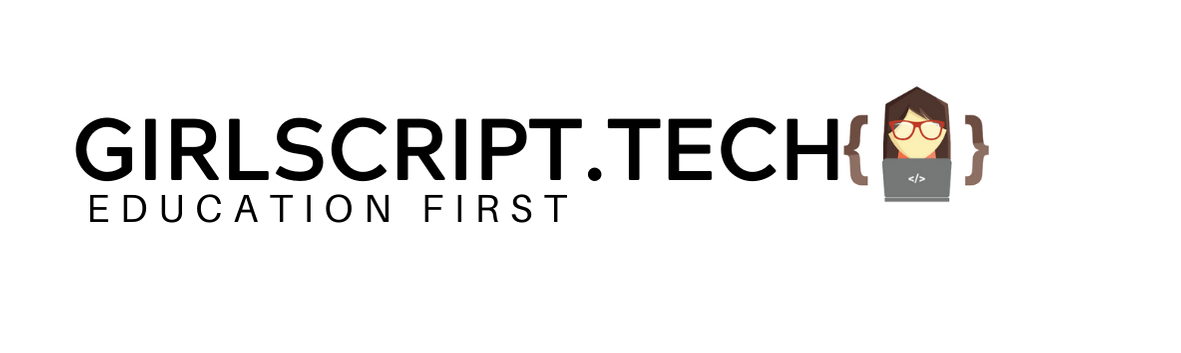 GIRLSCRIPT.TECH{ }
</>
EDUCATION FIRST